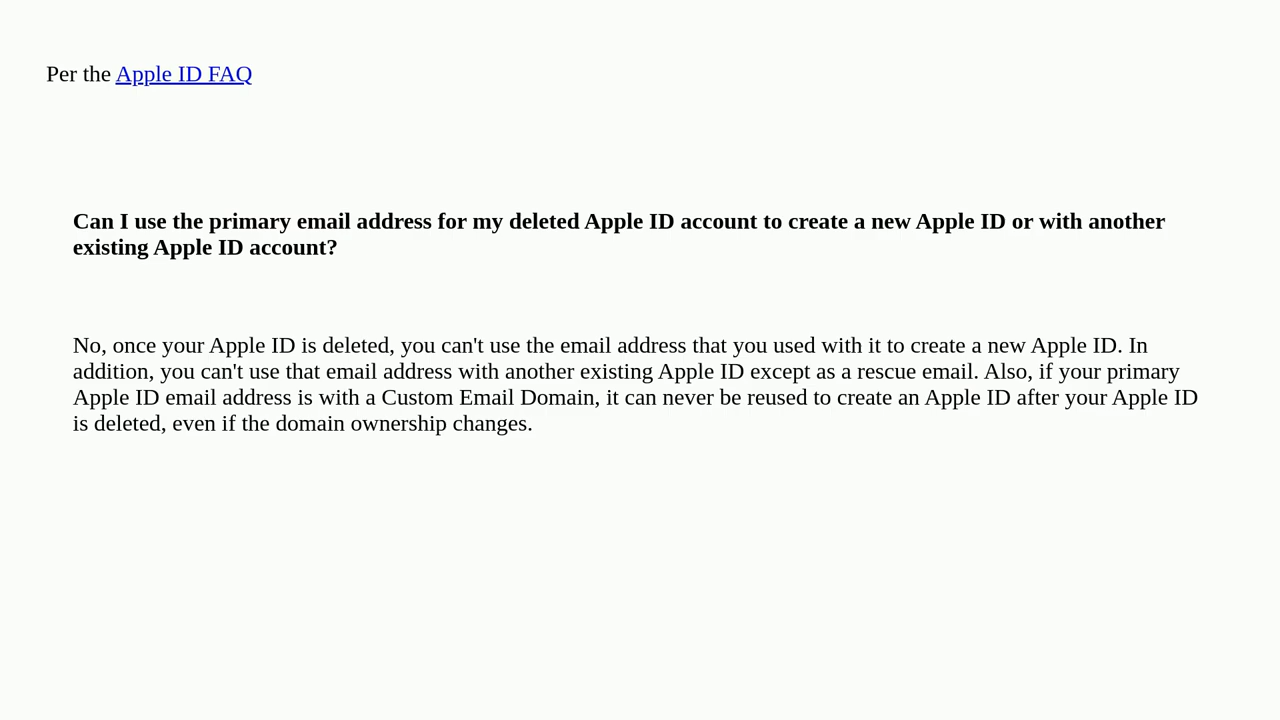 Per the Apple ID FAQ
Can I use the primary email address for my deleted Apple ID account to create a new Apple ID or with another
existing Apple ID account?
No, once your Apple ID is deleted, you can't use the email address that you used with it to create a new Apple ID. In
addition, you can't use that email address with another existing Apple ID except as a rescue email. Also, if your primary
Apple ID email address is with a Custom Email Domain, it can never be reused to create an Apple ID after your Apple ID
is deleted, even if the domain ownership changes.